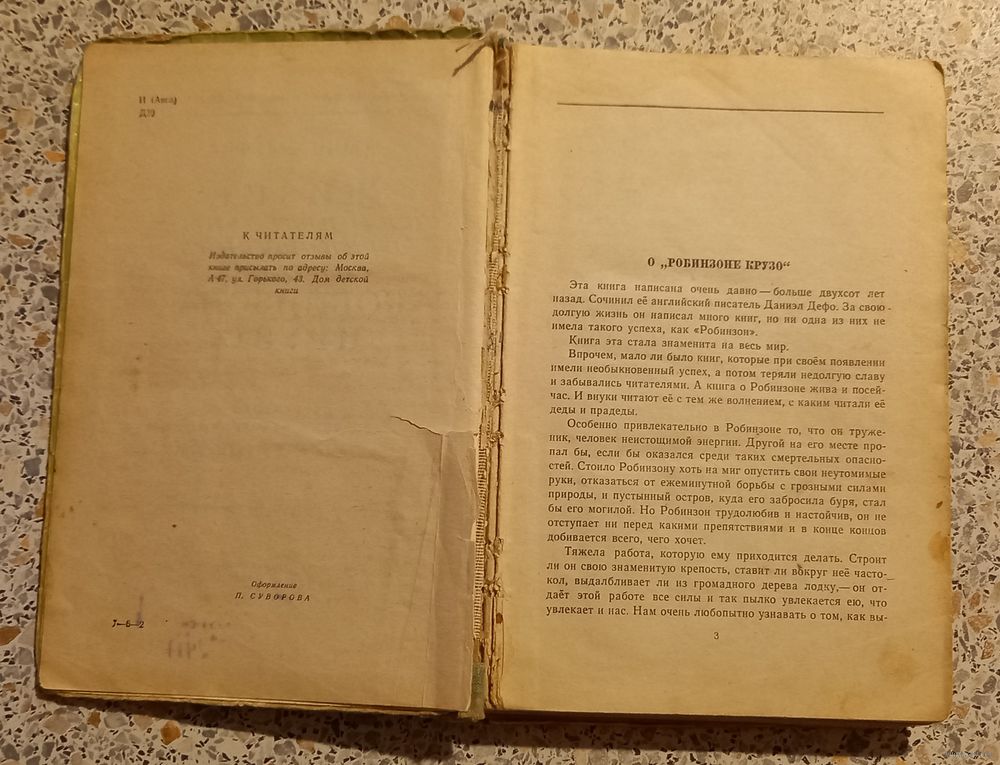 И (Англ)
Д39
К ЧИТАТЕЛЯМ
Издательство просит отзывы об этой
книге присылать по адресу: Москва,
А-47, ул. Горького, 43. Дом детской
книги
Оформление
П. СУВОРОВА
7—6—2
О „РОБИНЗОНЕ КРУЗО“
Эта книга написана очень давно — больше двухсот лет
назад. Сочинил её английский писатель Даниэл Дефо. За свою
долгую жизнь он написал много книг, но ни одна из них не
имела такого успеха, как «Робинзон».
Книга эта стала знаменита на весь мир.
Впрочем, мало ли было книг, которые при своём появлении
имели необыкновенный успех, а потом теряли недолгую славу
и забывались читателями. А книга о Робинзоне жива и посей-
час. И внуки читают её с тем же волнением, с каким читали её
деды и прадеды.
Особенно привлекательно в Робинзоне то, что он труже-
ник, человек неистощимой энергии. Другой на его месте про-
пал бы, если бы оказался среди таких смертельных опасно-
стей. Стоило Робинзону хоть на миг опустить свои неутомимые
руки, отказаться от ежеминутной борьбы с грозными силами
природы, и пустынный остров, куда его забросила буря, стал
бы его могилой. Но Робинзон трудолюбив и настойчив, он не
отступает ни перед какими препятствиями и в конце концов
добивается всего, чего хочет.
Тяжела работа, которую ему приходится делать. Строит
ли он свою знаменитую крепость, ставит ли вокруг неё часто-
кол, выдалбливает ли из громадного дерева лодку,— он от-
даёт этой работе все силы и так пылко увлекается ею, что
увлекает и нас. Нам очень любопытно узнавать о том, как вы-
3